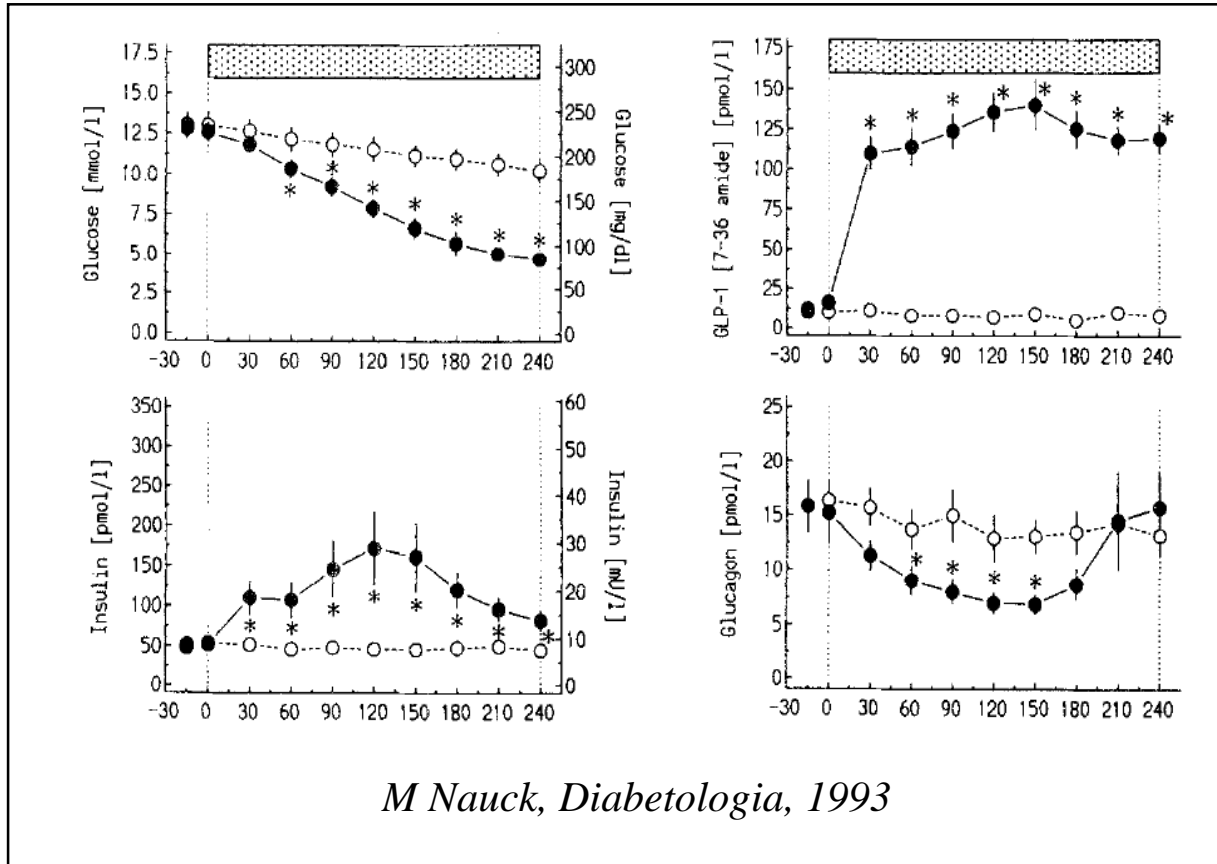 17.5
15.0
12.5
10.0
7.5
5.0
2.5
0.0
Glucose [mmol/l]
300
250
200
150
100
50
0
Glucose [mg/dl]
-30 0 30 60 90 120 150 180 210 240
* * * * * * *
175
150
125
100
75
50
25
0
GLP-1 [7-36 amide] [pmol/l]
-30 0 30 60 90 120 150 180 210 240
* * * * * * * *
350
300
250
200
150
100
50
0
Insulin [pmol/l]
60
50
40
30
20
10
0
Insulin [mU/l]
-30 0 30 60 90 120 150 180 210 240
* * * * * * * *
25
20
15
10
5
0
Glucagon [pmol/l]
-30 0 30 60 90 120 150 180 210 240
* * * *
M Nauck, Diabetologia, 1993